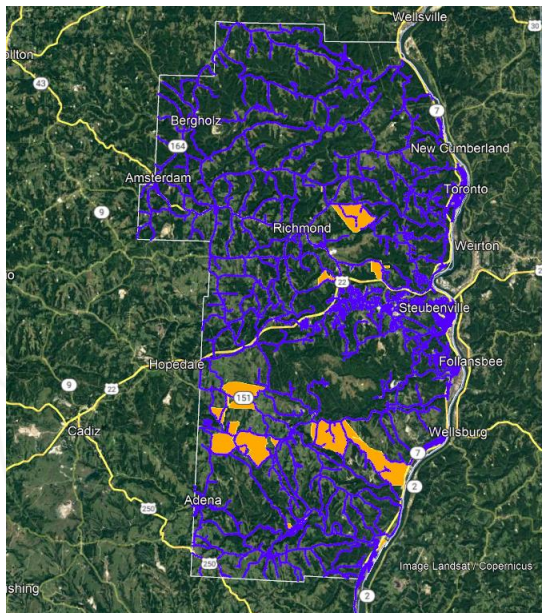 Wellsville
30
43
7
Bergholz
164
New Cumberland
Amsterdam
Toronto
9
Richmond
Weirton
22
Steubenville
Hopedale
Follansbee
9
22
151
Cadiz
Wellsburg
7
2
Adena
250
250
Image Landsat / Copernicus
2